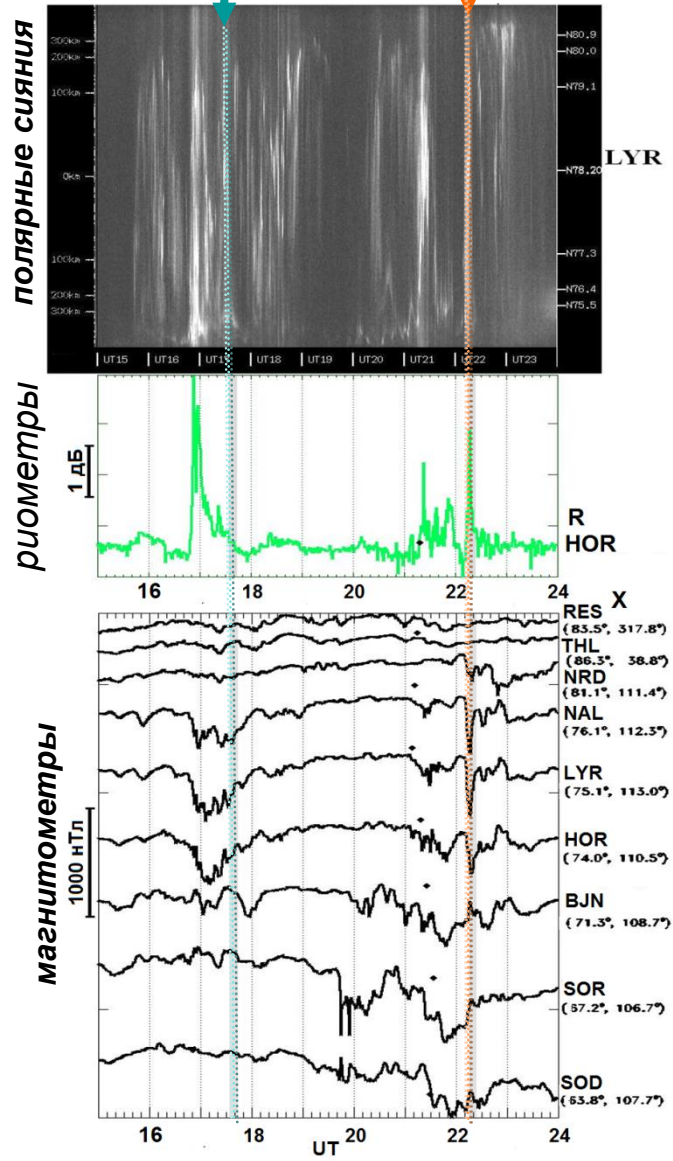 полярные сияния
300km
200km
100km
0km
100km
200km
300km
N80.9
N80.0
N79.1
N78.20
N77.3
N76.4
N75.5
LYR
UT15
UT16
UT17
UT18
UT19
UT20
UT21
UT22
UT23
риометры
1 дБ
R
HOR
16
18
20
22
24
магнитометры
1000 нТл
X
RES
(83.5°, 317.8°)
THL
(86.3°, 38.8°)
NRD
(81.1°, 111.4°)
NAL
(76.1°, 112.3°)
LYR
(75.1°, 113.0°)
HOR
(74.0°, 110.5°)
BJN
(71.3°, 108.7°)
SOR
(67.2°, 106.7°)
SOD
(63.8°, 107.7°)
16
18
20
22
24
UT